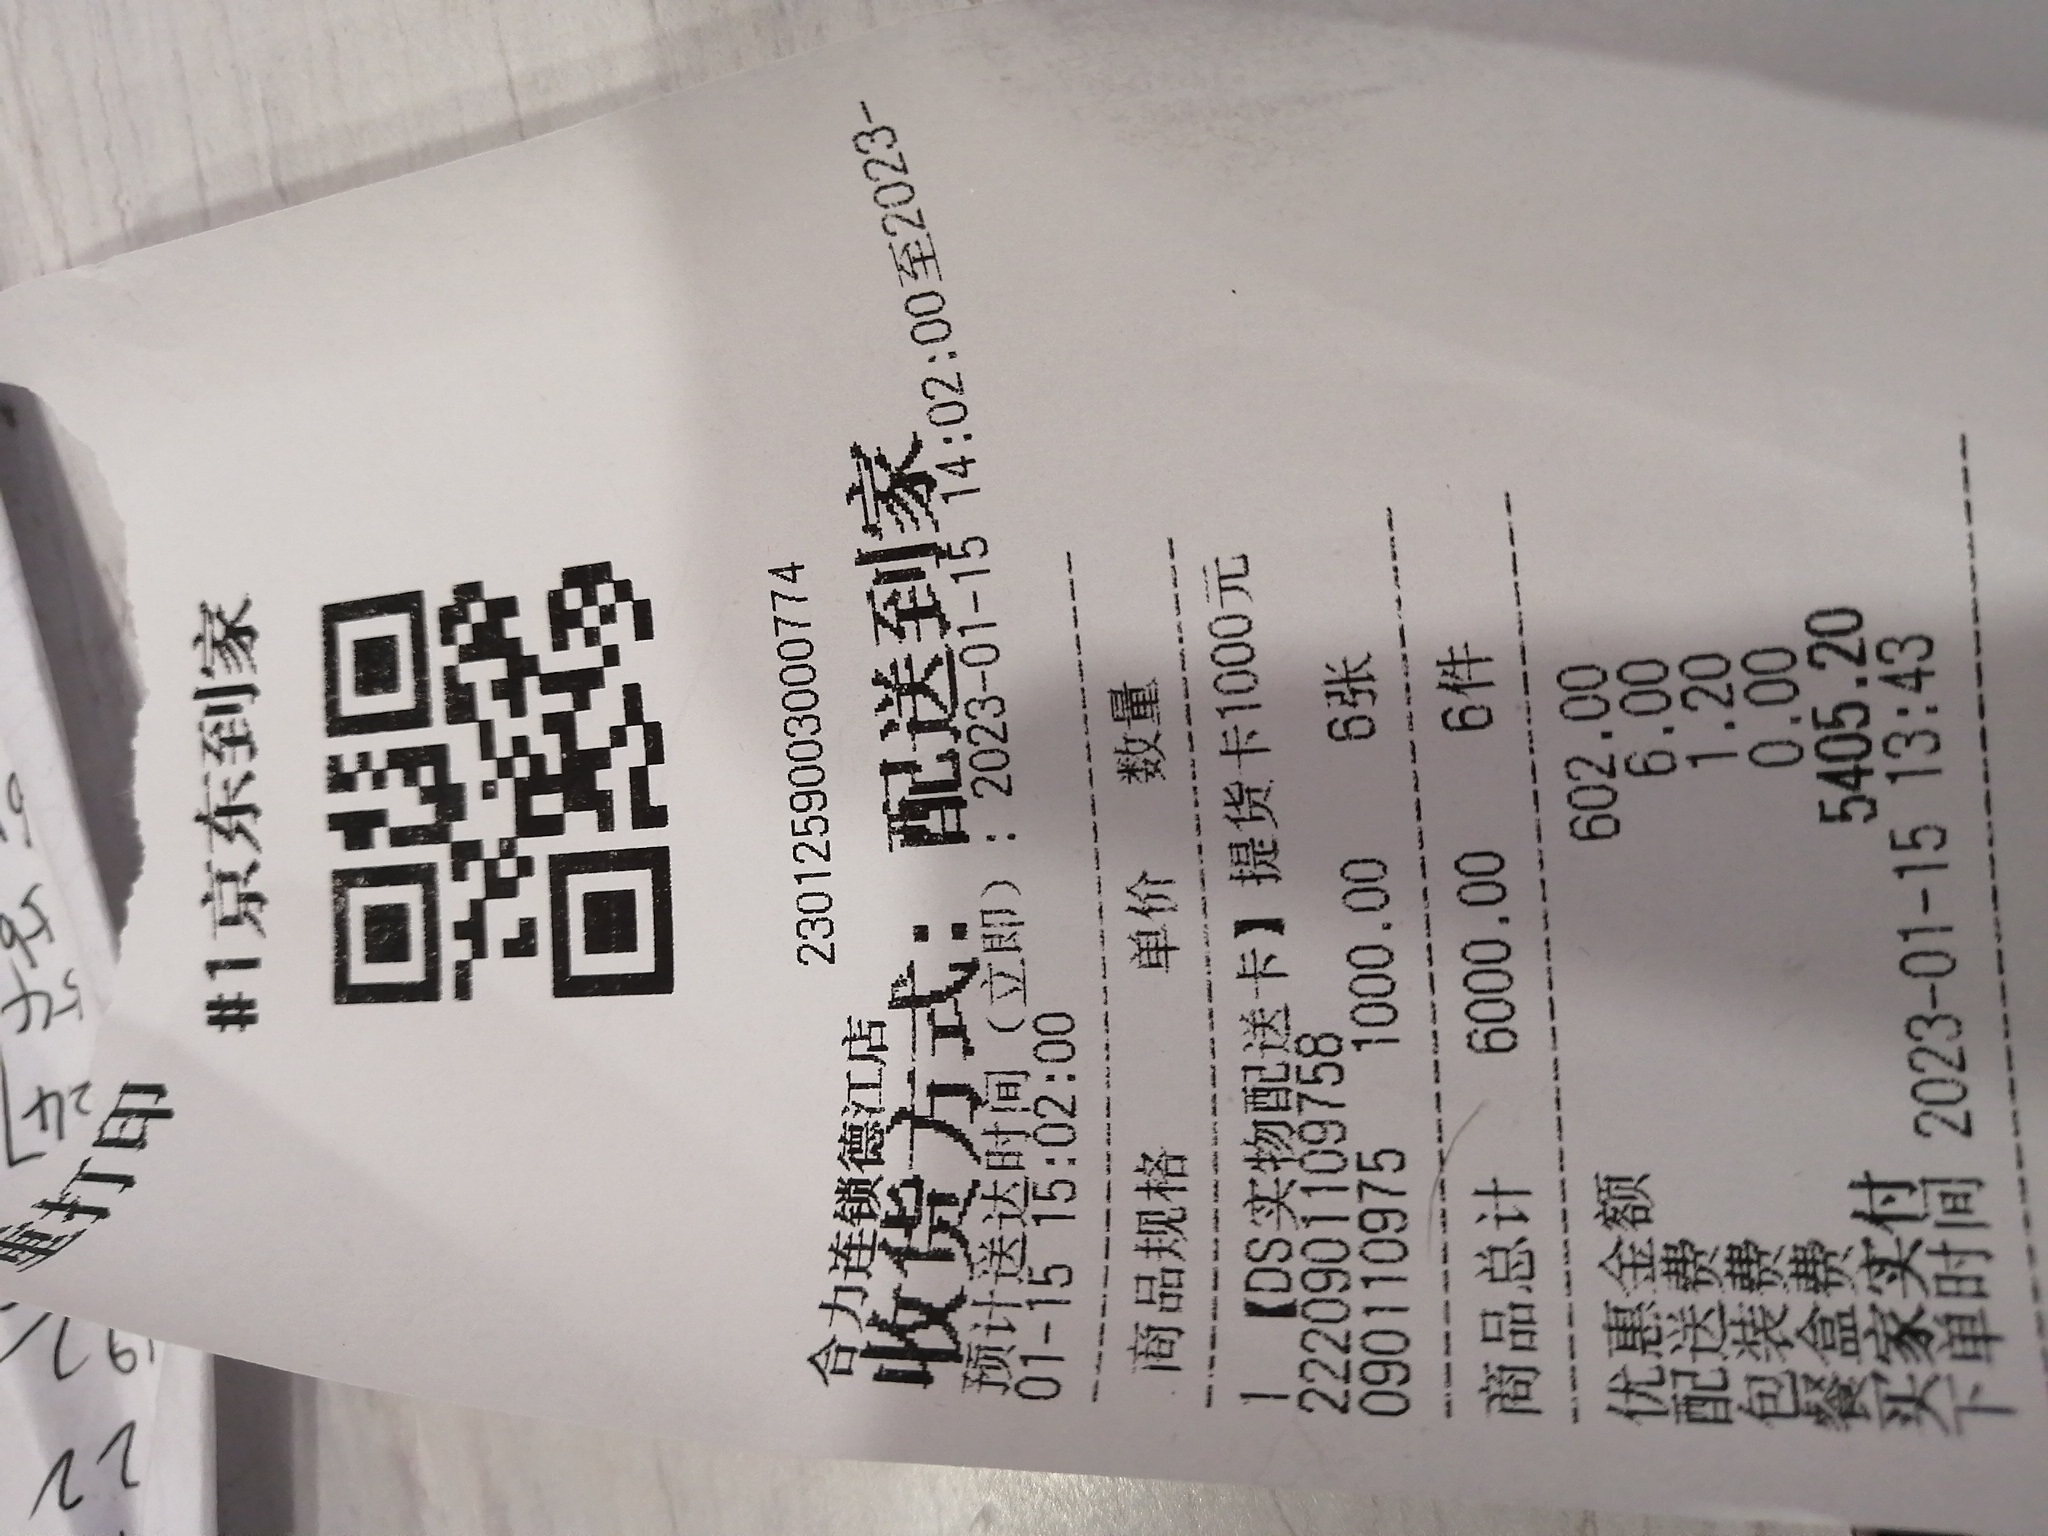 重打印
#1京东到家
2301259003000774
合力连锁德江店
收货方式：配送到家
预计送达时间（立即）：2023-01-15 14:02:00至2023-
01-15 15:02:00
商品规格 单价 数量
1 【DS实物配送卡】提货卡1000元
2220901109758
090110975 1000.00 6张
商品总计 6000.00 6件
优惠金额 602.00
配送费 6.00
包装费 1.20
餐盒费 0.00
买家实付 5405.20
下单时间 2023-01-15 13:43